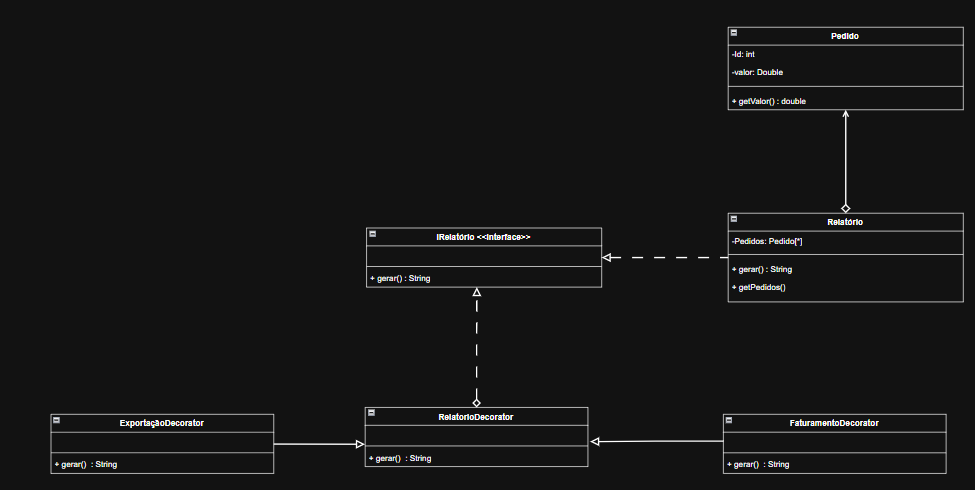 Pedido
-Id: int
-valor: Double
+ getValor() : double
Relatório
-Pedidos: Pedido[*]
+ gerar() : String
+ getPedidos()
IRelatório <<Interface>>
+ gerar() : String
RelatorioDecorator
+ gerar() : String
ExportaçãoDecorator
+ gerar() : String
FaturamentoDecorator
+ gerar() : String